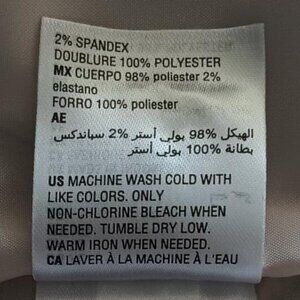 2% SPANDEX
DOUBLURE 100% POLYESTER
MX CUERPO 98% poliester 2%
elastano
FORRO 100% poliester
AE
الهيكل 98% بولي أستر 2% سباندكس
بطانة 100% بولي أستر
US MACHINE WASH COLD WITH
LIKE COLORS. ONLY
NON-CHLORINE BLEACH WHEN
NEEDED. TUMBLE DRY LOW.
WARM IRON WHEN NEEDED.
CA LAVER À LA MACHINE À L'EAU